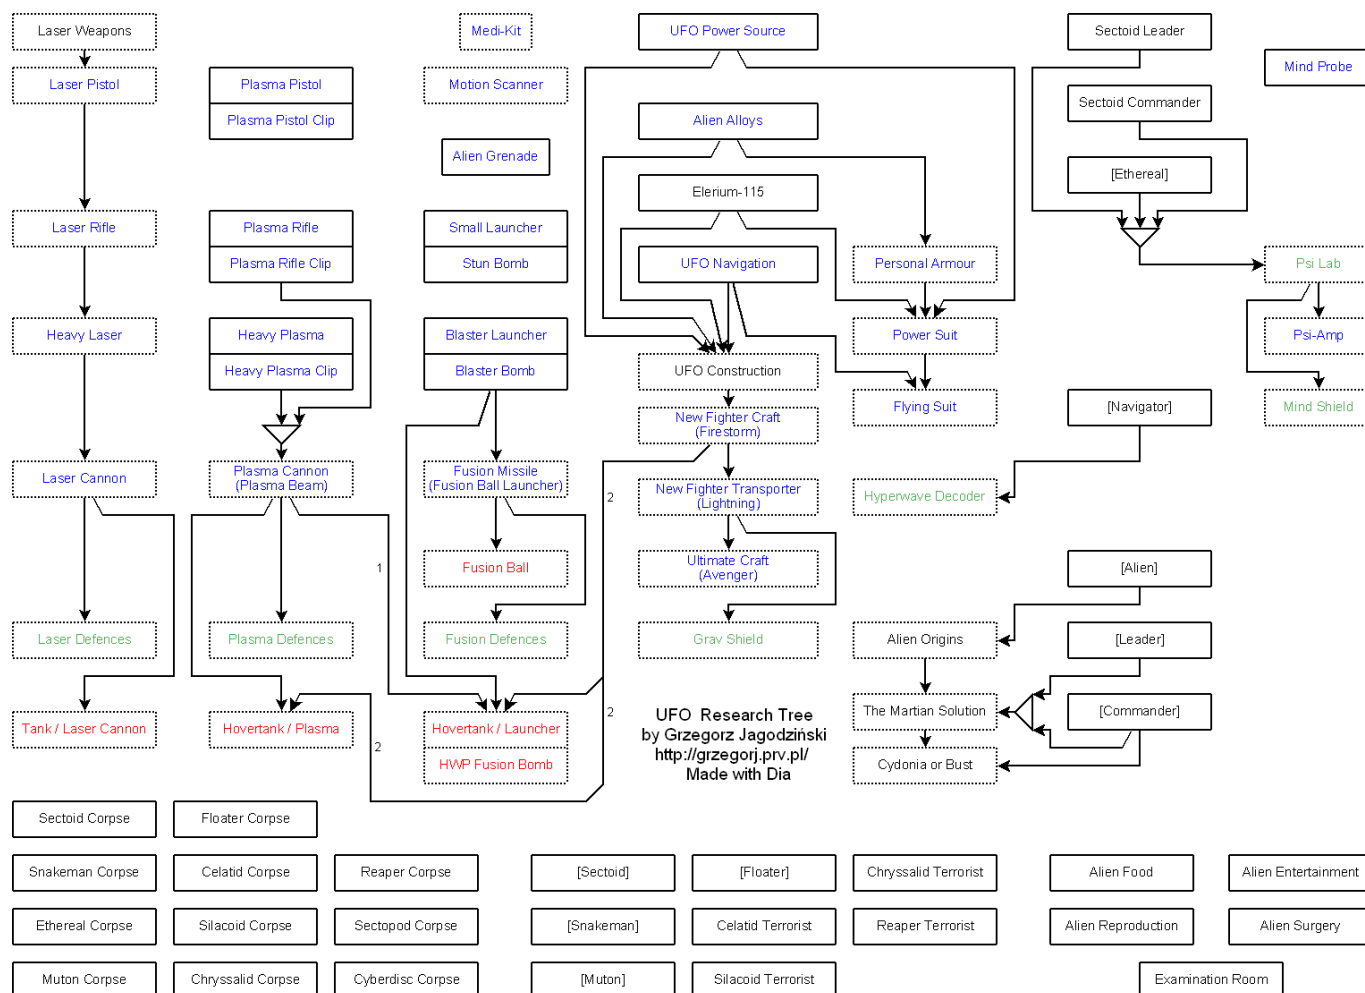 Laser Weapons
Medi-Kit
UFO Power Source
Sectoid Leader
Mind Probe
Laser Pistol
Plasma Pistol
Plasma Pistol Clip
Motion Scanner
Alien Grenade
Alien Alloys
Sectoid Commander
Elerium-115
[Ethereal]
Laser Rifle
Plasma Rifle
Plasma Rifle Clip
Small Launcher
Stun Bomb
UFO Navigation
Personal Armour
Psi Lab
Heavy Laser
Heavy Plasma
Heavy Plasma Clip
Blaster Launcher
Blaster Bomb
UFO Construction
Power Suit
Psi-Amp
New Fighter Craft
(Firestorm)
Flying Suit
[Navigator]
Mind Shield
Laser Cannon
Plasma Cannon
(Plasma Beam)
Fusion Missile
(Fusion Ball Launcher)
2
New Fighter Transporter
(Lightning)
Hyperwave Decoder
1
Fusion Ball
Ultimate Craft
(Avenger)
[Alien]
Laser Defences
Plasma Defences
Fusion Defences
Grav Shield
Alien Origins
[Leader]
Tank / Laser Cannon
Hovertank / Plasma
2
Hovertank / Launcher
HWP Fusion Bomb
2
UFO Research Tree
by Grzegorz Jagodziński
http://grzegorj.prv.pl/
Made with Dia
The Martian Solution
[Commander]
Cydonia or Bust
Sectoid Corpse
Floater Corpse
Snakeman Corpse
Celatid Corpse
Reaper Corpse
[Sectoid]
[Floater]
Chryssalid Terrorist
Alien Food
Alien Entertainment
Ethereal Corpse
Silacoid Corpse
Sectopod Corpse
[Snakeman]
Celatid Terrorist
Reaper Terrorist
Alien Reproduction
Alien Surgery
Muton Corpse
Chryssalid Corpse
Cyberdisc Corpse
[Muton]
Silacoid Terrorist
Examination Room